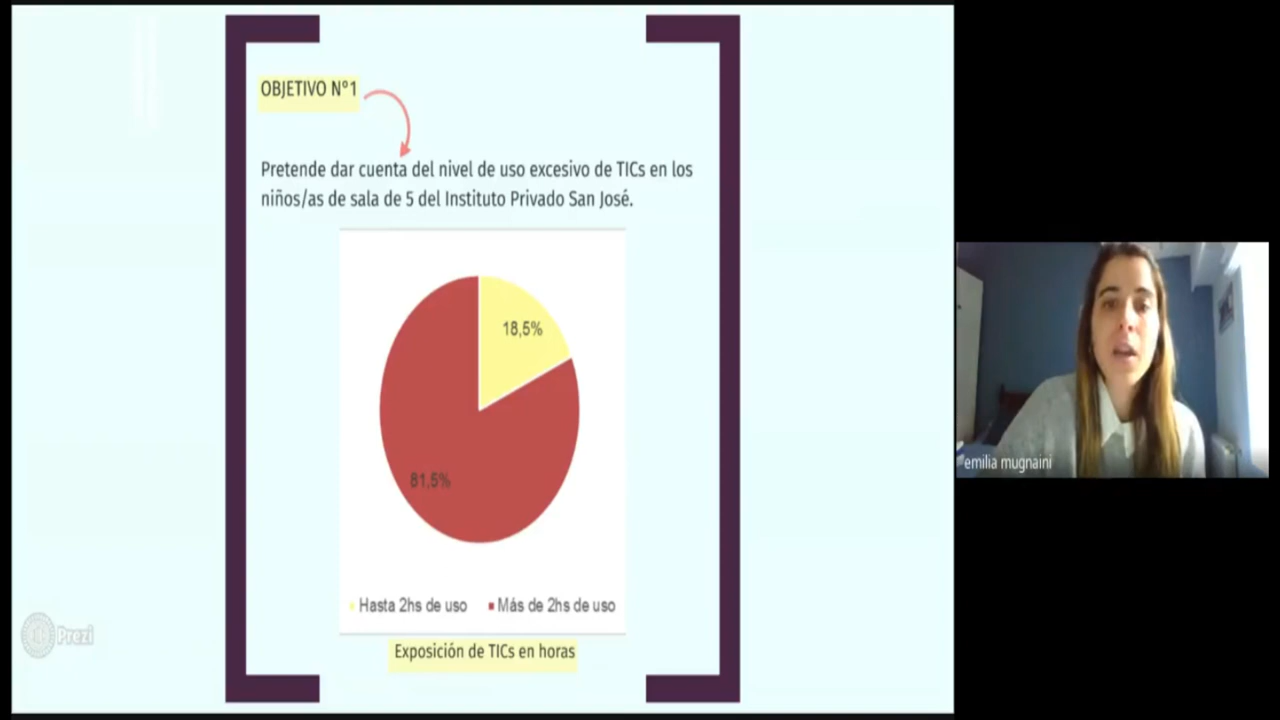 OBJETIVO N°1
Pretende dar cuenta del nivel de uso excesivo de TICs en los
niños/as de sala de 5 del Instituto Privado San José.
18,5%
81,5%
Hasta 2hs de uso
Más de 2hs de uso
Exposición de TICs en horas
Prezi
emilia mugnaini